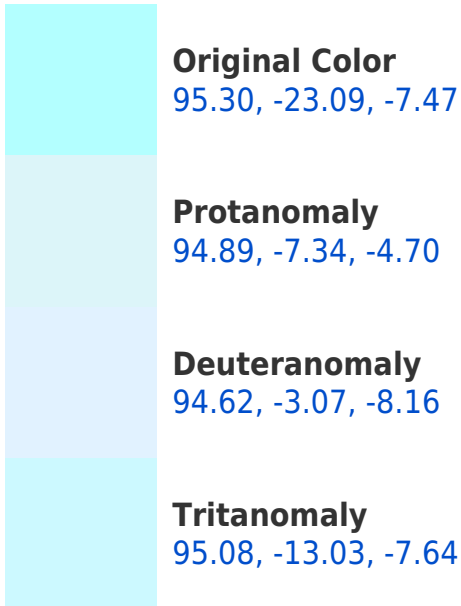 Original Color
95.30, -23.09, -7.47
Protanomaly
94.89, -7.34, -4.70
Deuteranomaly
94.62, -3.07, -8.16
Tritanomaly
95.08, -13.03, -7.64